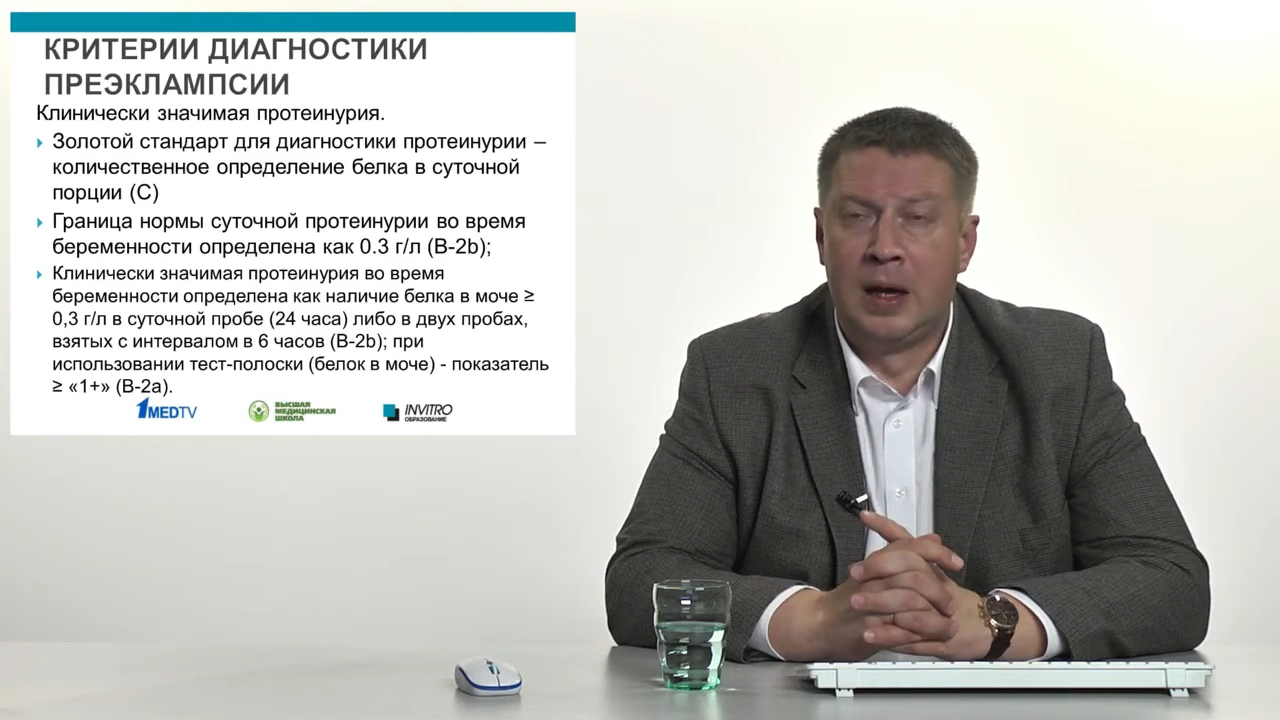 КРИТЕРИИ ДИАГНОСТИКИ
ПРЕЭКЛАМПСИИ
Клинически значимая протеинурия.
Золотой стандарт для диагностики протеинурии –
количественное определение белка в суточной
порции (С)
Граница нормы суточной протеинурии во время
беременности определена как 0.3 г/л (B-2b);
Клинически значимая протеинурия во время
беременности определена как наличие белка в моче ≥
0,3 г/л в суточной пробе (24 часа) либо в двух пробах,
взятых с интервалом в 6 часов (B-2b); при
использовании тест-полоски (белок в моче) - показатель
≥ «1+» (B-2a).
1MEDTV
ВЫСШАЯ
МЕДИЦИНСКАЯ
ШКОЛА
INVITRO
ОБРАЗОВАНИЕ